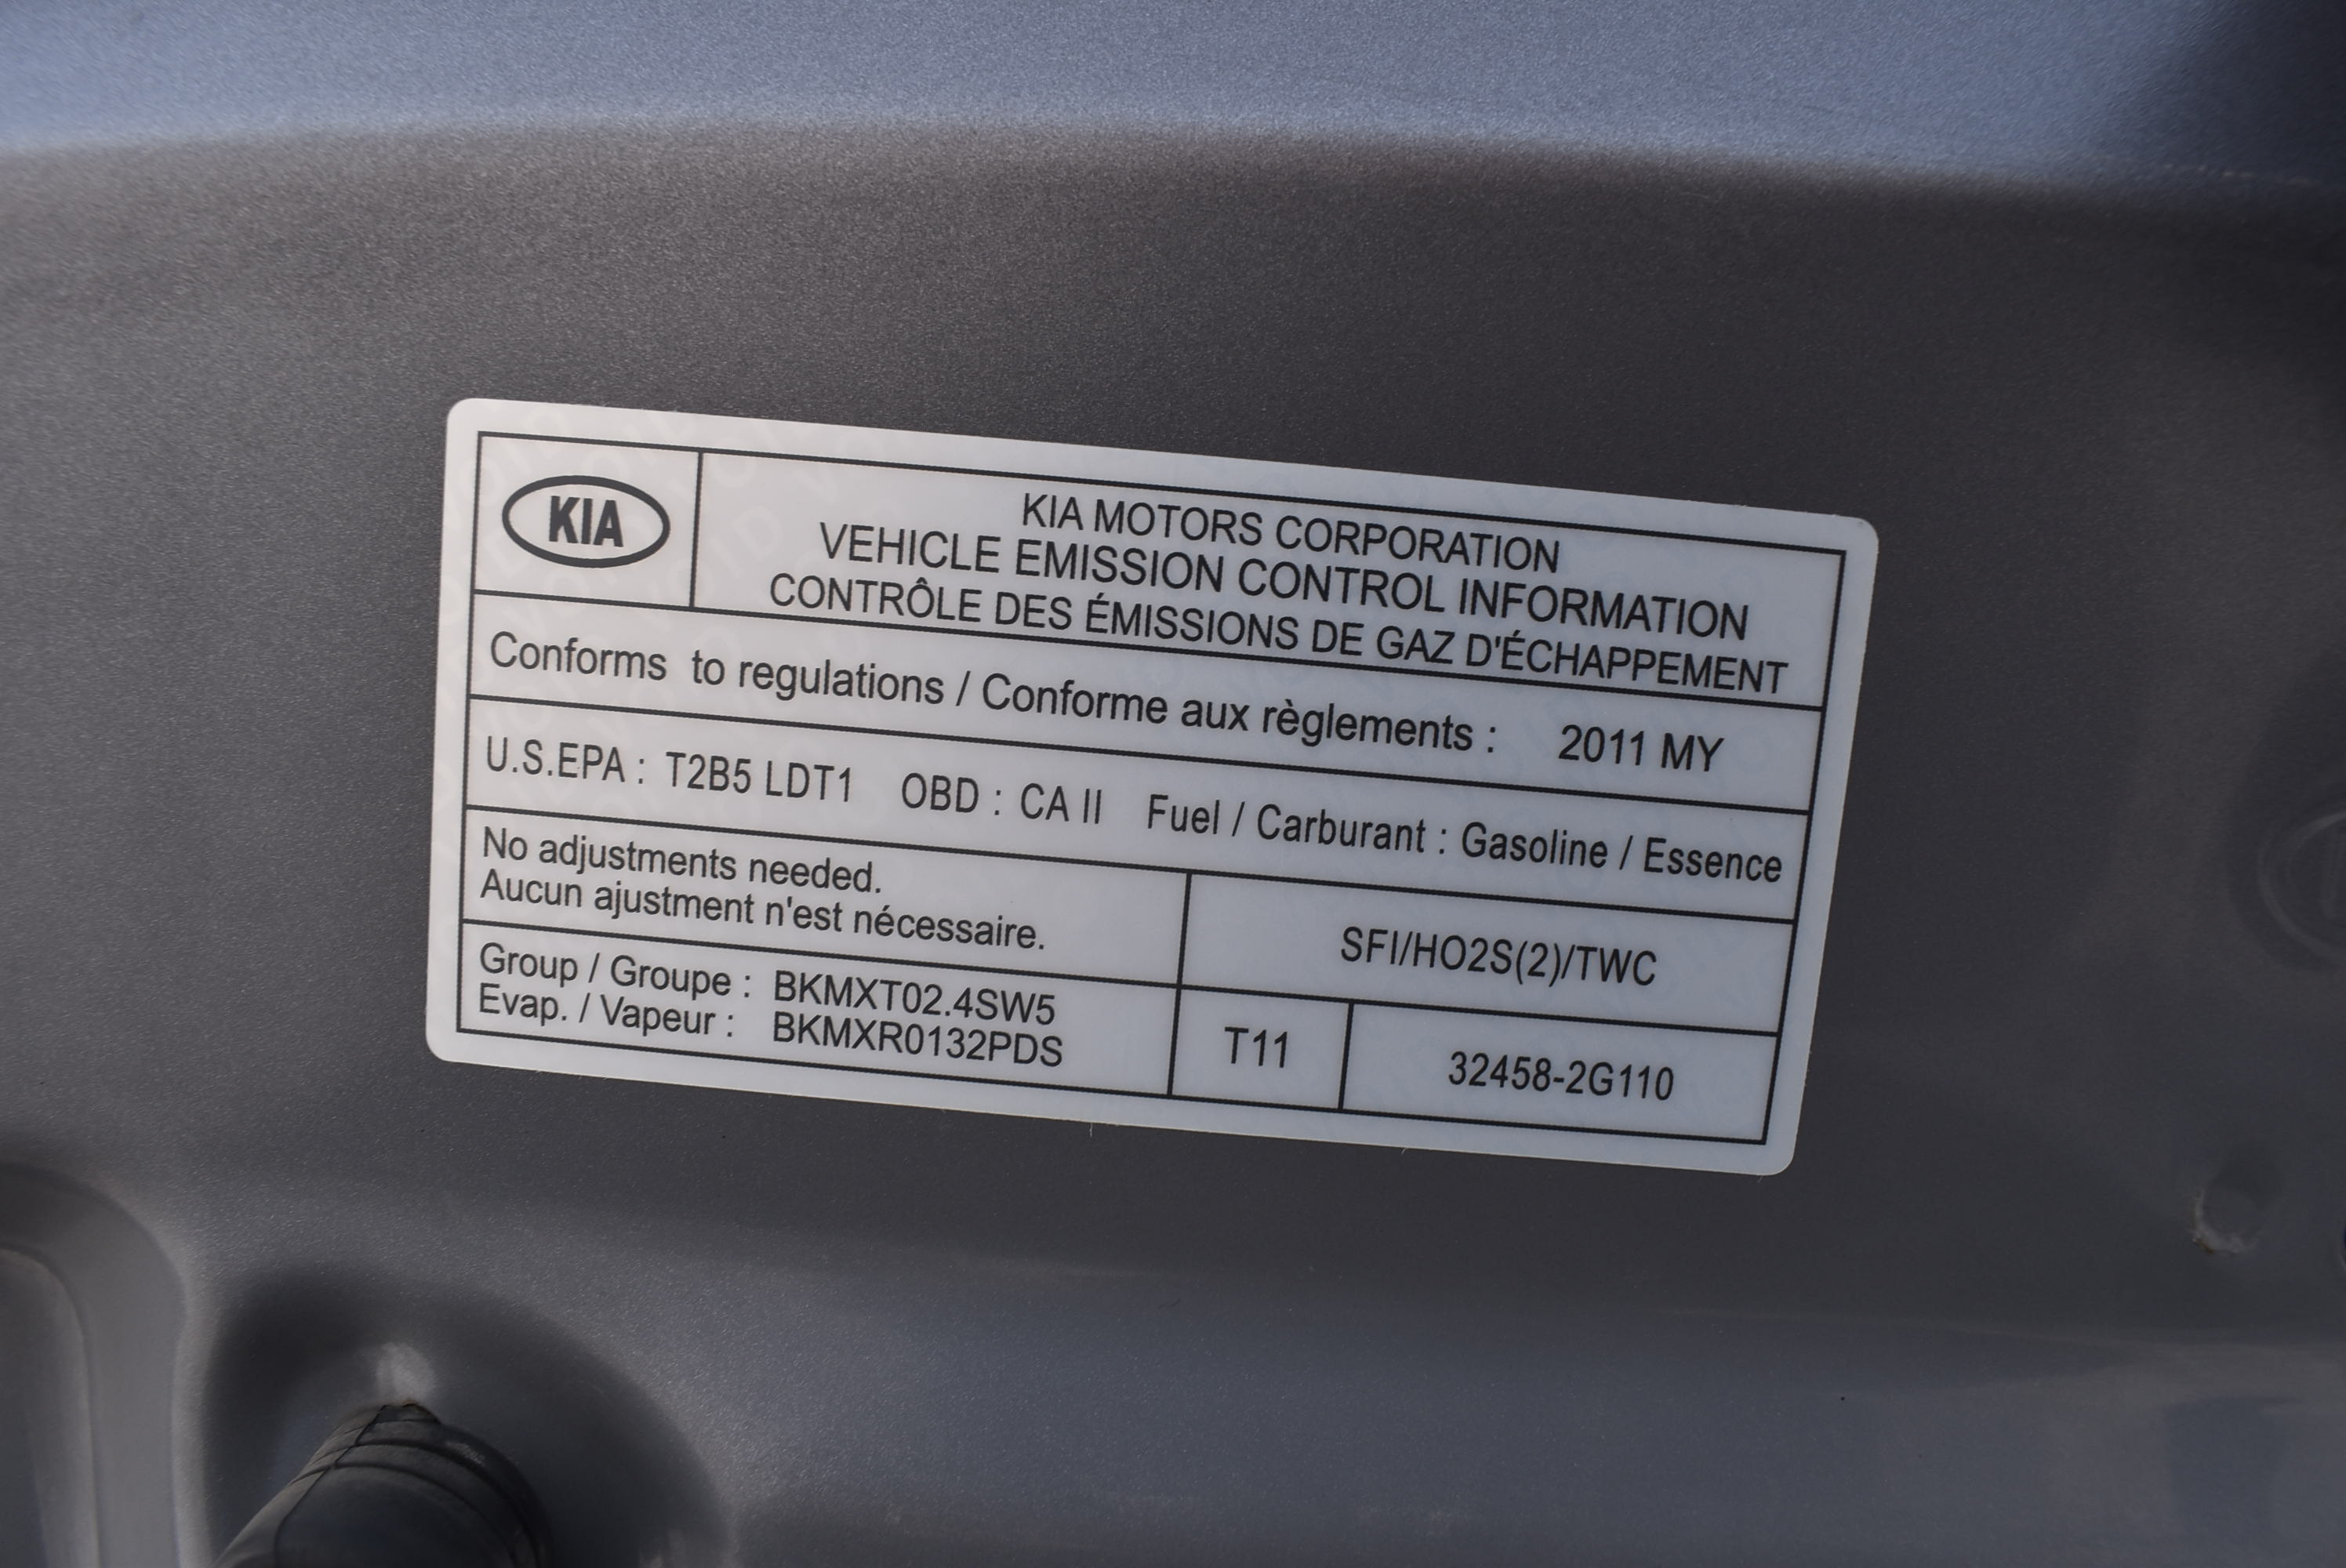 KIA
KIA MOTORS CORPORATION
VEHICLE EMISSION CONTROL INFORMATION
CONTRÔLE DES ÉMISSIONS DE GAZ D'ÉCHAPPEMENT
Conforms to regulations / Conforme aux règlements : 2011 MY
U.S.EPA : T2B5 LDT1 OBD : CA II Fuel / Carburant : Gasoline / Essence
No adjustments needed.
Aucun ajustment n'est nécessaire.
SFI/HO2S(2)/TWC
Group / Groupe : BKMXT02.4SW5
Evap. / Vapeur : BKMXR0132PDS
T11
32458-2G110